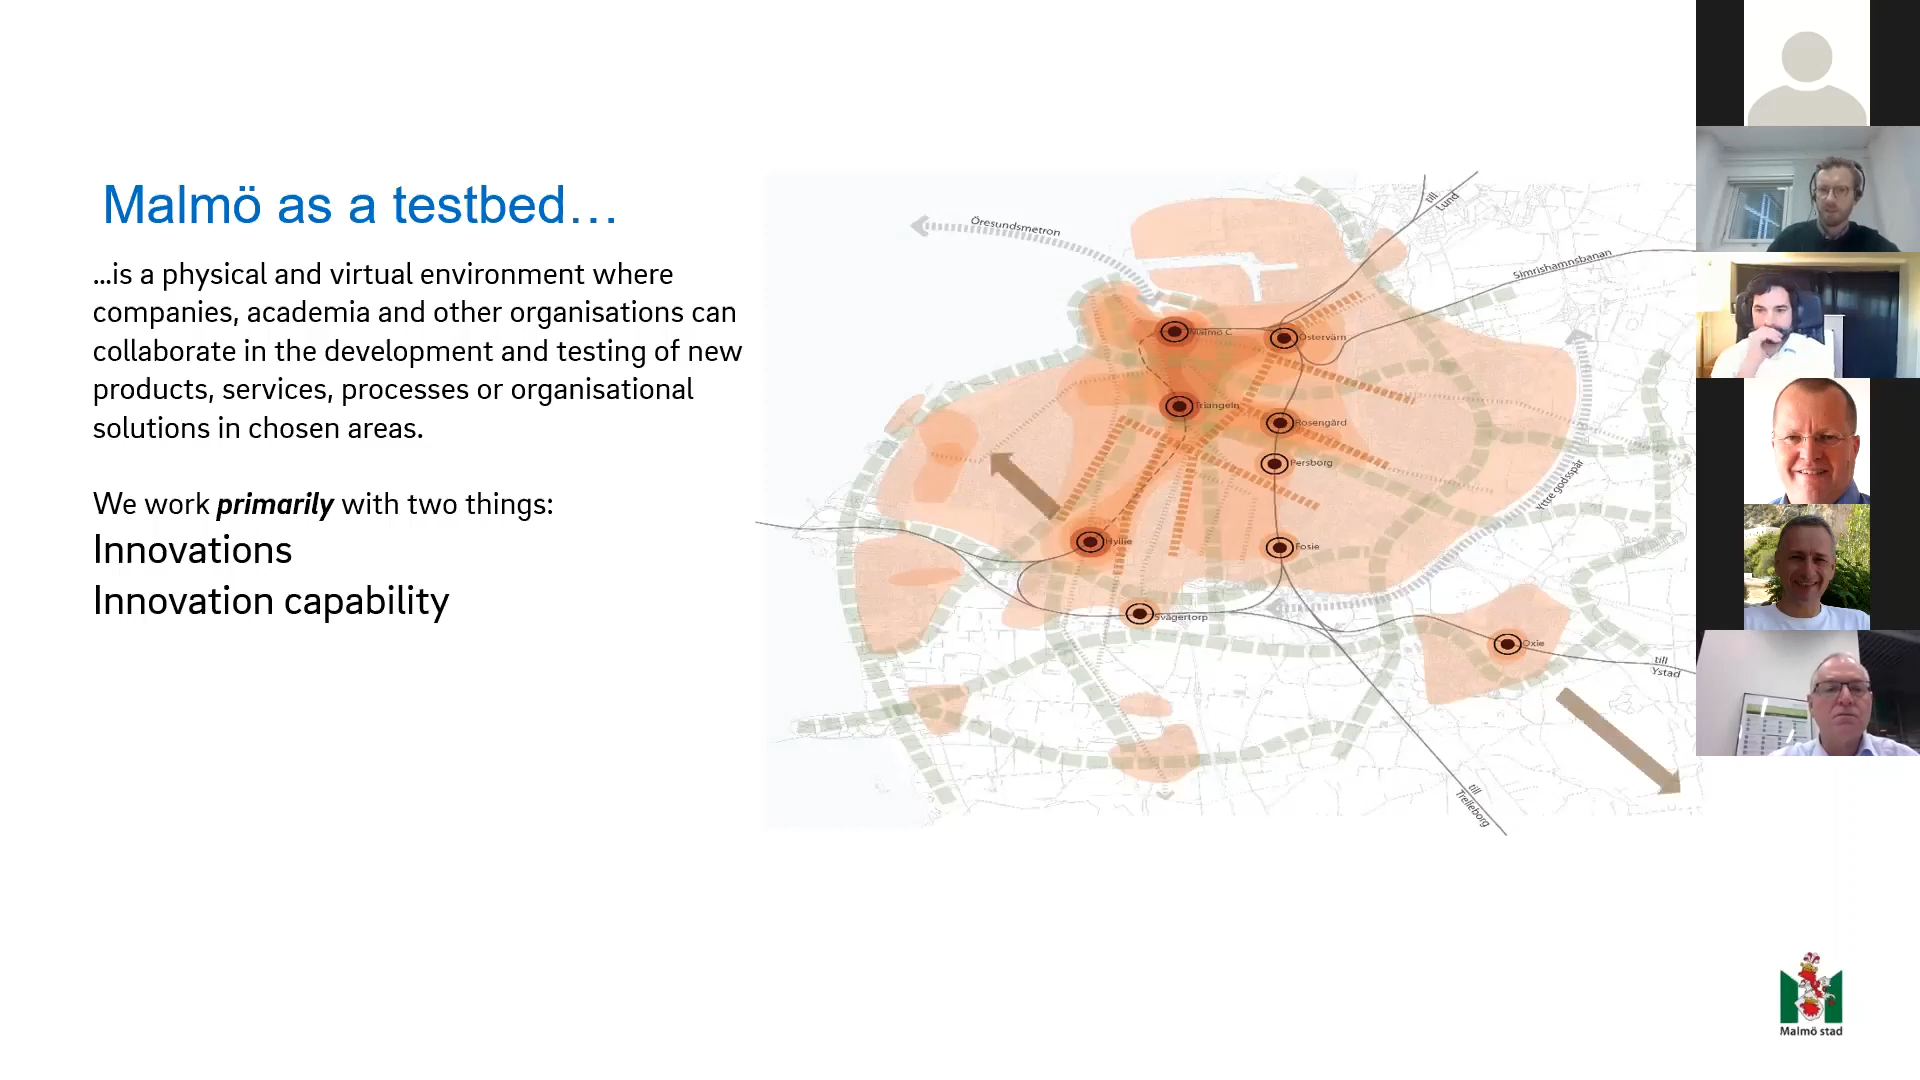 Malmö as a testbed...
...is a physical and virtual environment where
companies, academia and other organisations can
collaborate in the development and testing of new
products, services, processes or organisational
solutions in chosen areas.
We work primarily with two things:
Innovations
Innovation capability
till
Lund
Öresundsmetron
Simrishamnsbanan
Malmö C
Östervärn
Triangeln
Rosengård
Persborg
Yttre godsspår
Hyllie
Fosie
Svågertorp
Oxie
till
Ystad
till
Trelleborg
Malmö stad